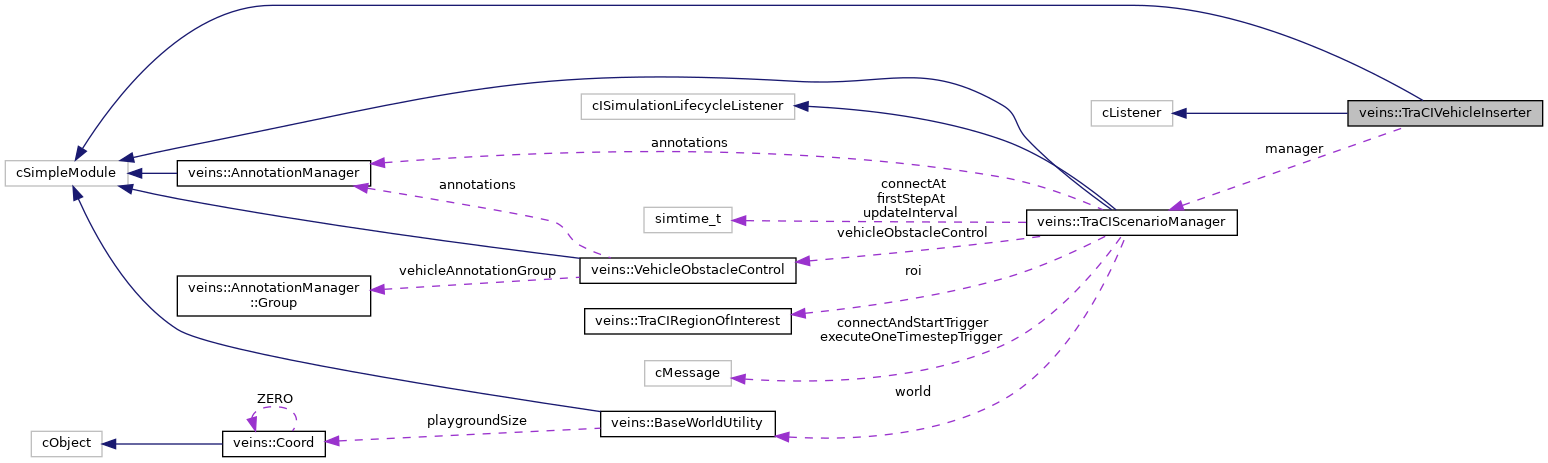 cISimulationLifecycleListener
cListener
veins::TraCIVehicleInserter
annotations
manager
cSimpleModule
veins::AnnotationManager
annotations
connectAt
firstStepAt
updateInterval
simtime_t
veins::TraCIScenarioManager
vehicleObstacleControl
vehicleAnnotationGroup
veins::VehicleObstacleControl
roi
veins::AnnotationManager
::Group
veins::TraCIRegionOfInterest
connectAndStartTrigger
executeOneTimestepTrigger
cMessage
world
ZERO
playgroundSize
veins::BaseWorldUtility
cObject
veins::Coord